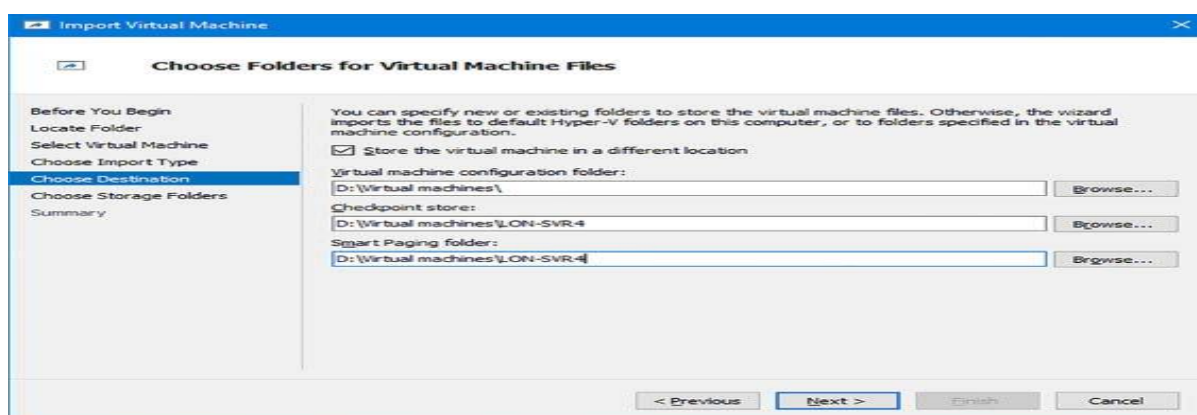 Import Virtual Machine
Choose Folders for Virtual Machine Files
Before You Begin
Locate Folder
Select Virtual Machine
Choose Import Type
Choose Destination
Choose Storage Folders
Summary
You can specify new or existing folders to store the virtual machine files. Otherwise, the wizard
imports the files to default Hyper-V folders on this computer, or to folders specified in the virtual
machine configuration.
Store the virtual machine in a different location
Virtual machine configuration folder:
D:\Virtual machines\
Browse...
Checkpoint store:
D:\Virtual machines\LON-SVR4
Browse...
Smart Paging folder:
D:\Virtual machines\LON-SVR4
Browse...
< Previous
Next >
Finish
Cancel